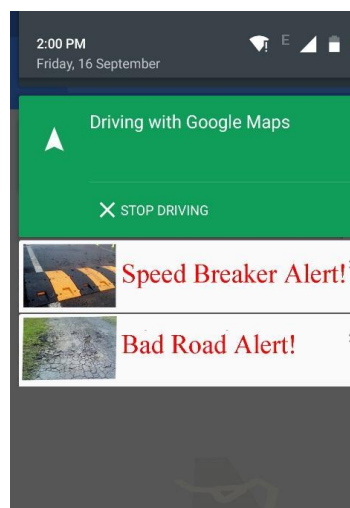 2:00 PM
E
Friday, 16 September
Driving with Google Maps
STOP DRIVING
Speed Breaker Alert!
Bad Road Alert!